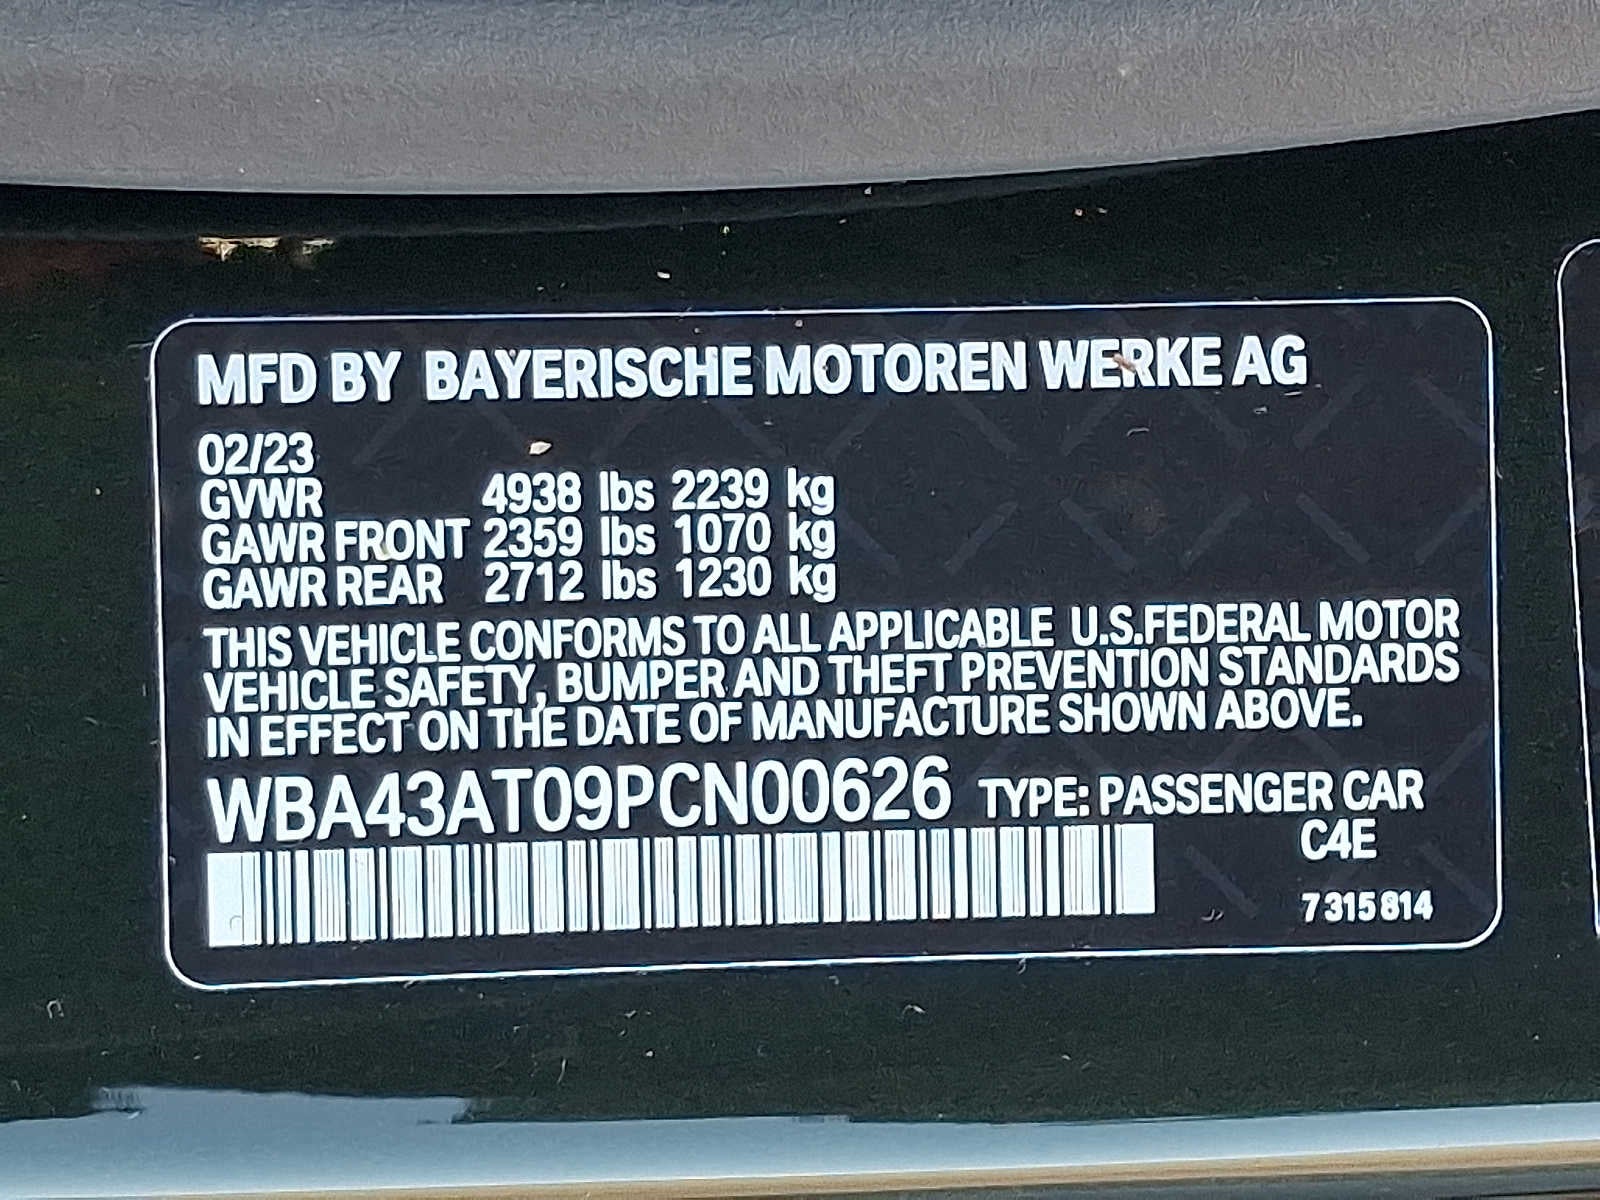 MFD BY BAYERISCHE MOTOREN WERKE AG
02/23
GVWR 4938 lbs 2239 kg
GAWR FRONT 2359 lbs 1070 kg
GAWR REAR 2712 lbs 1230 kg
THIS VEHICLE CONFORMS TO ALL APPLICABLE U.S.FEDERAL MOTOR
VEHICLE SAFETY, BUMPER AND THEFT PREVENTION STANDARDS
IN EFFECT ON THE DATE OF MANUFACTURE SHOWN ABOVE.
WBA43AT09PCN00626 TYPE: PASSENGER CAR
C4E
7 315 814